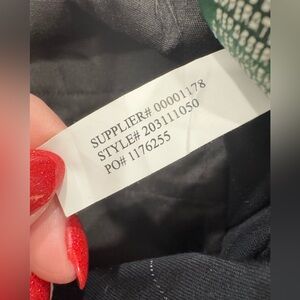 SUPPLIER# 00001178
STYLE# 203111050
PO# 1176255